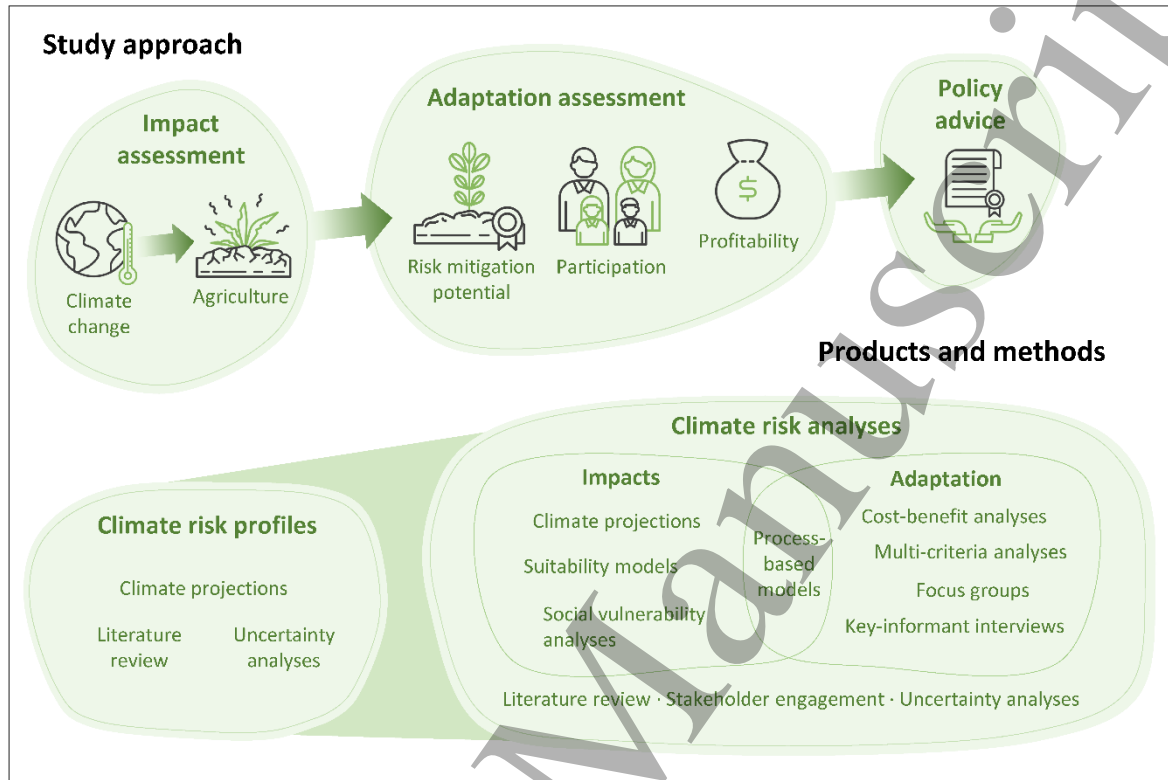 Study approach
Impact
assessment
Climate
change
Agriculture
Adaptation assessment
Risk mitigation
potential
Participation
$
Profitability
Policy
advice
Products and methods
Climate risk profiles
Climate projections
Literature
review
Uncertainty
analyses
Climate risk analyses
Impacts
Climate projections
Suitability models
Social vulnerability
analyses
Process-
based
models
Adaptation
Cost-benefit analyses
Multi-criteria analyses
Focus groups
Key-informant interviews
Literature review · Stakeholder engagement · Uncertainty analyses
Manuscri